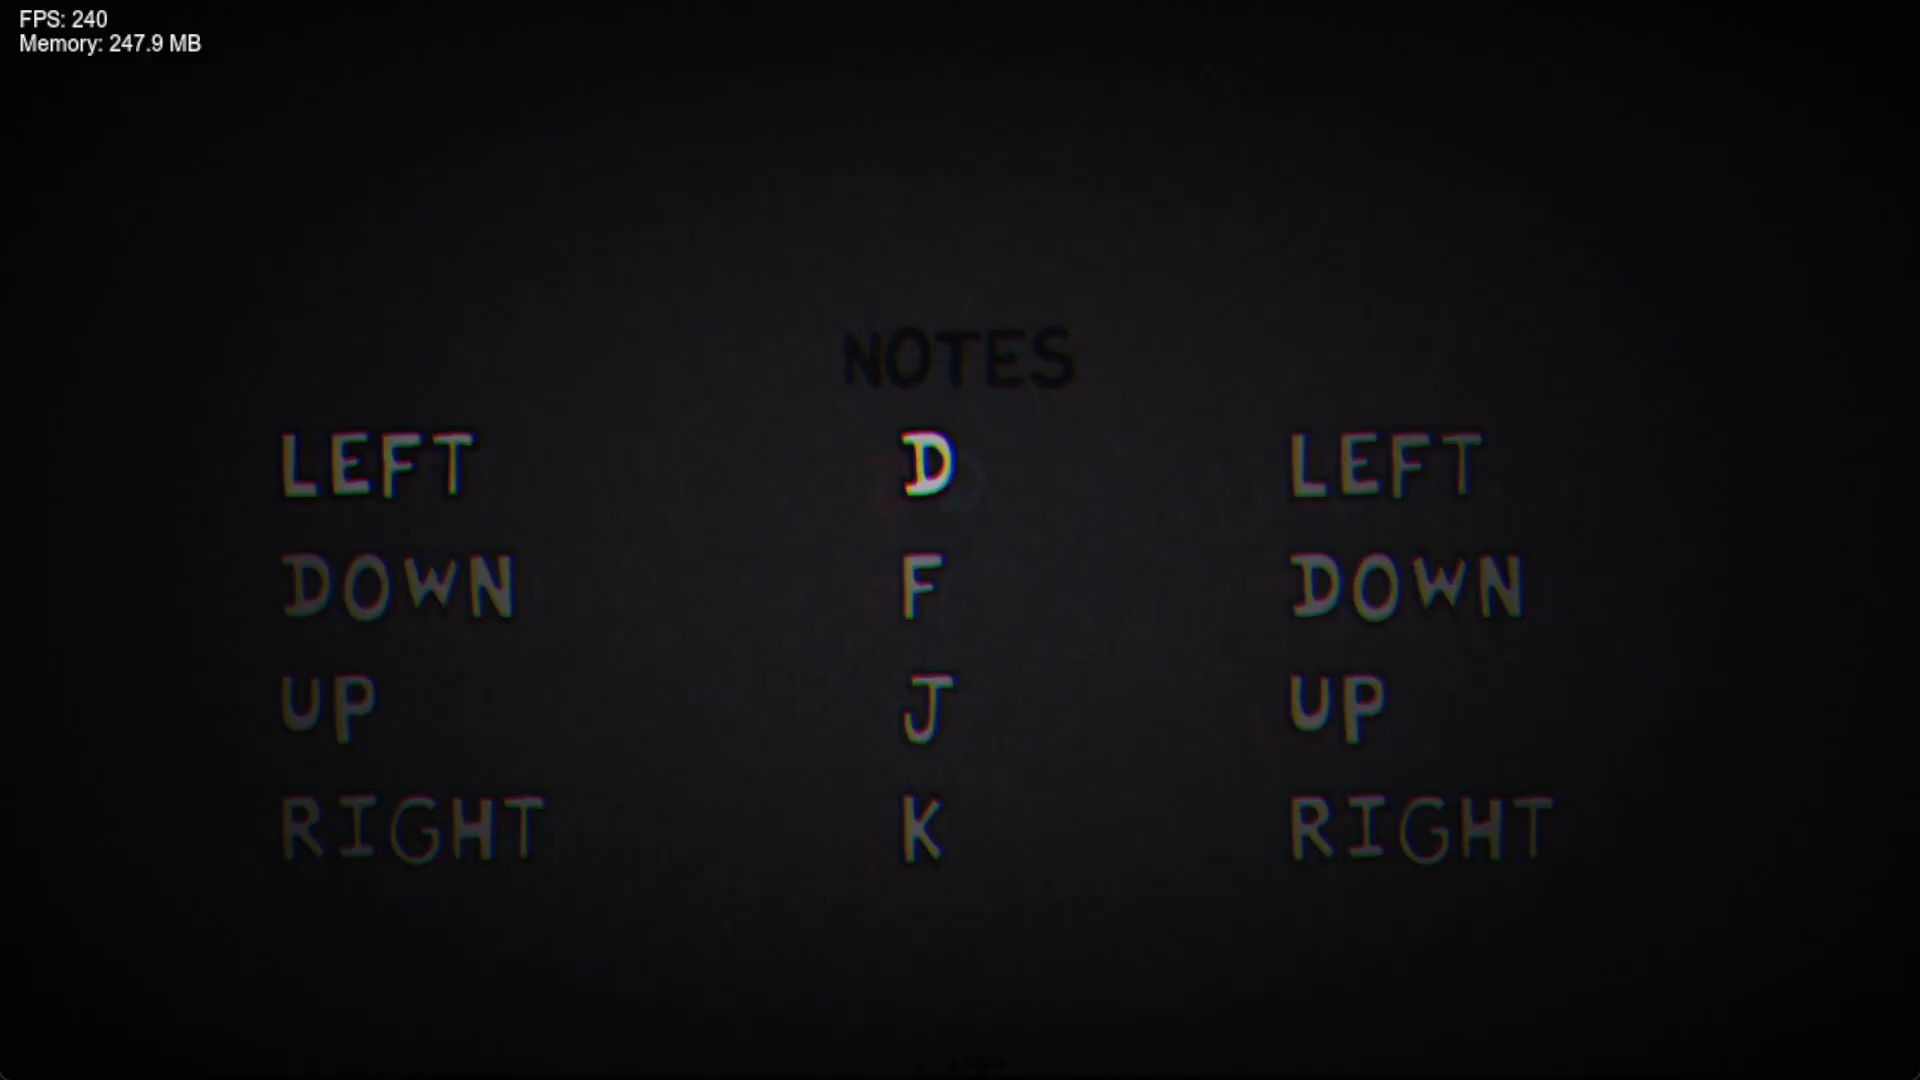 FPS: 240
Memory: 247.9 MB
NOTES
LEFT D LEFT
DOWN F DOWN
UP J UP
RIGHT K RIGHT